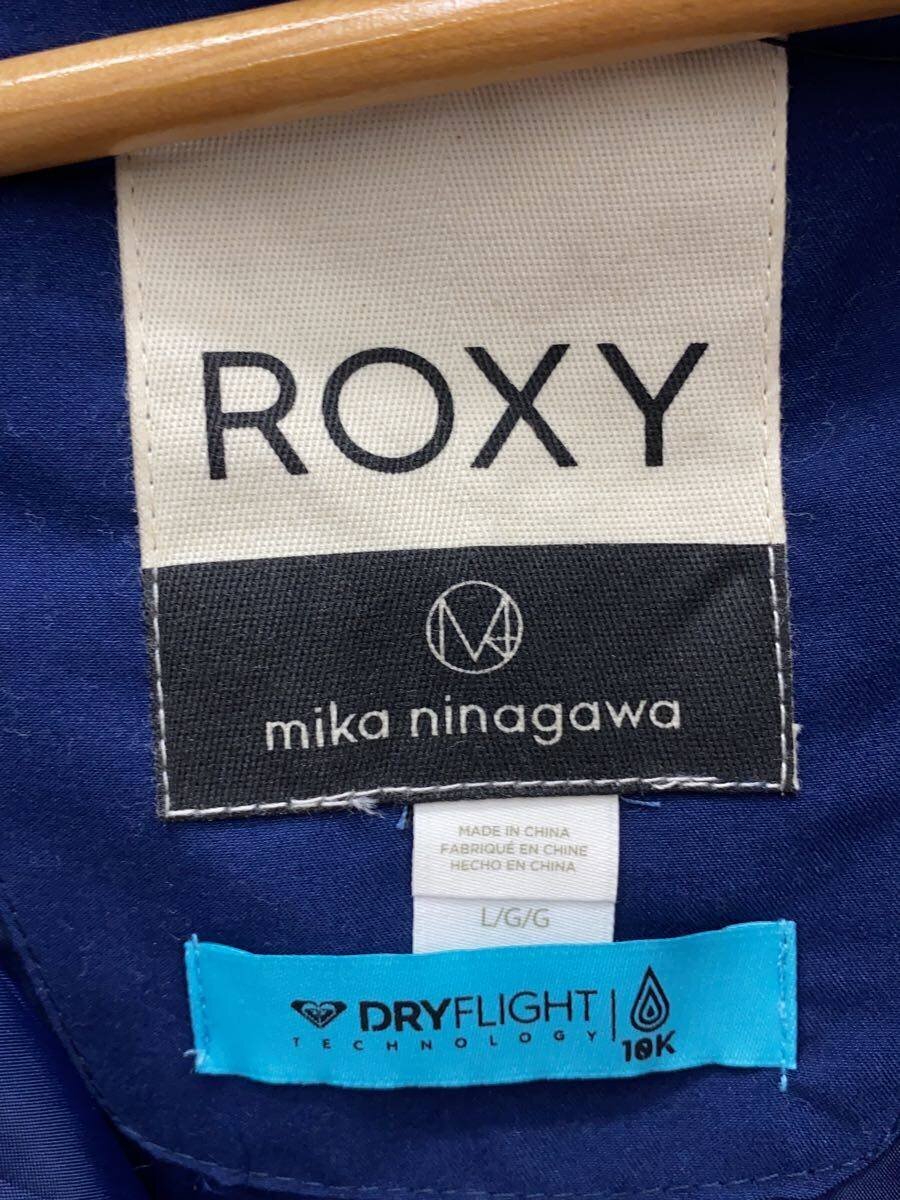 ROXY
mika ninagawa
MADE IN CHINA
FABRIQUÉ EN CHINE
HECHO EN CHINA
L/G/G
DRYFLIGHT
TECHNOLOGY
10K